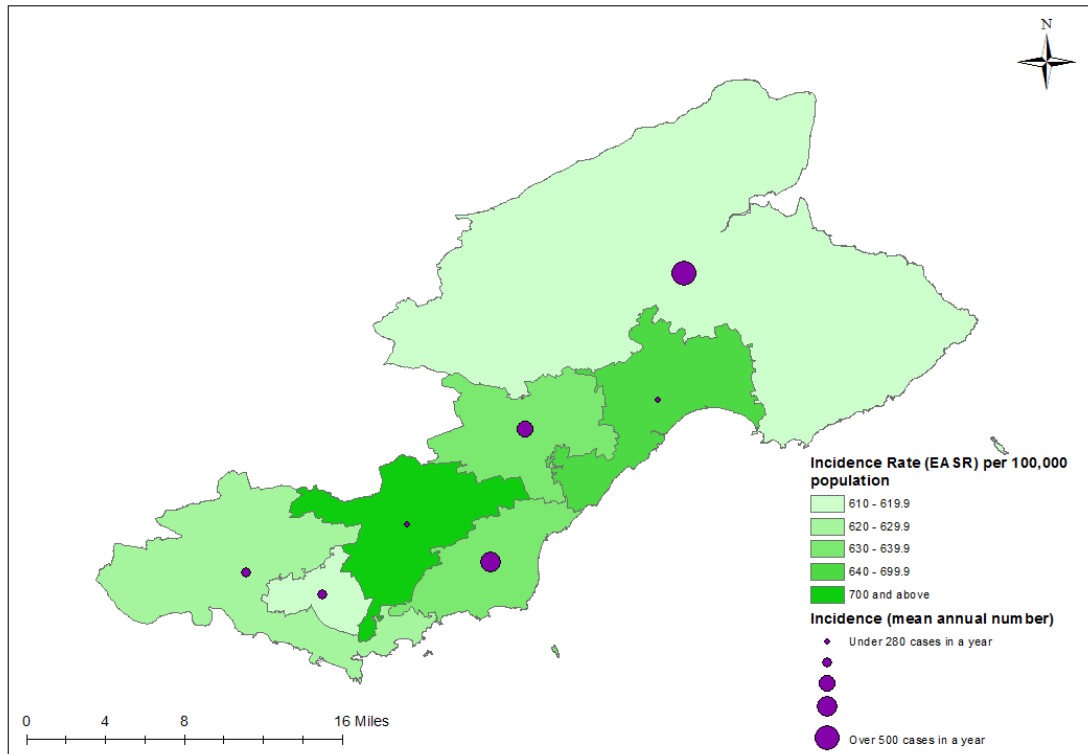 N
Incidence Rate (EASR) per 100,000
population
610 - 619.9
620 - 629.9
630 - 639.9
640 - 699.9
700 and above
Incidence (mean annual number)
Under 280 cases in a year
Over 500 cases in a year
0 4 8 16 Miles